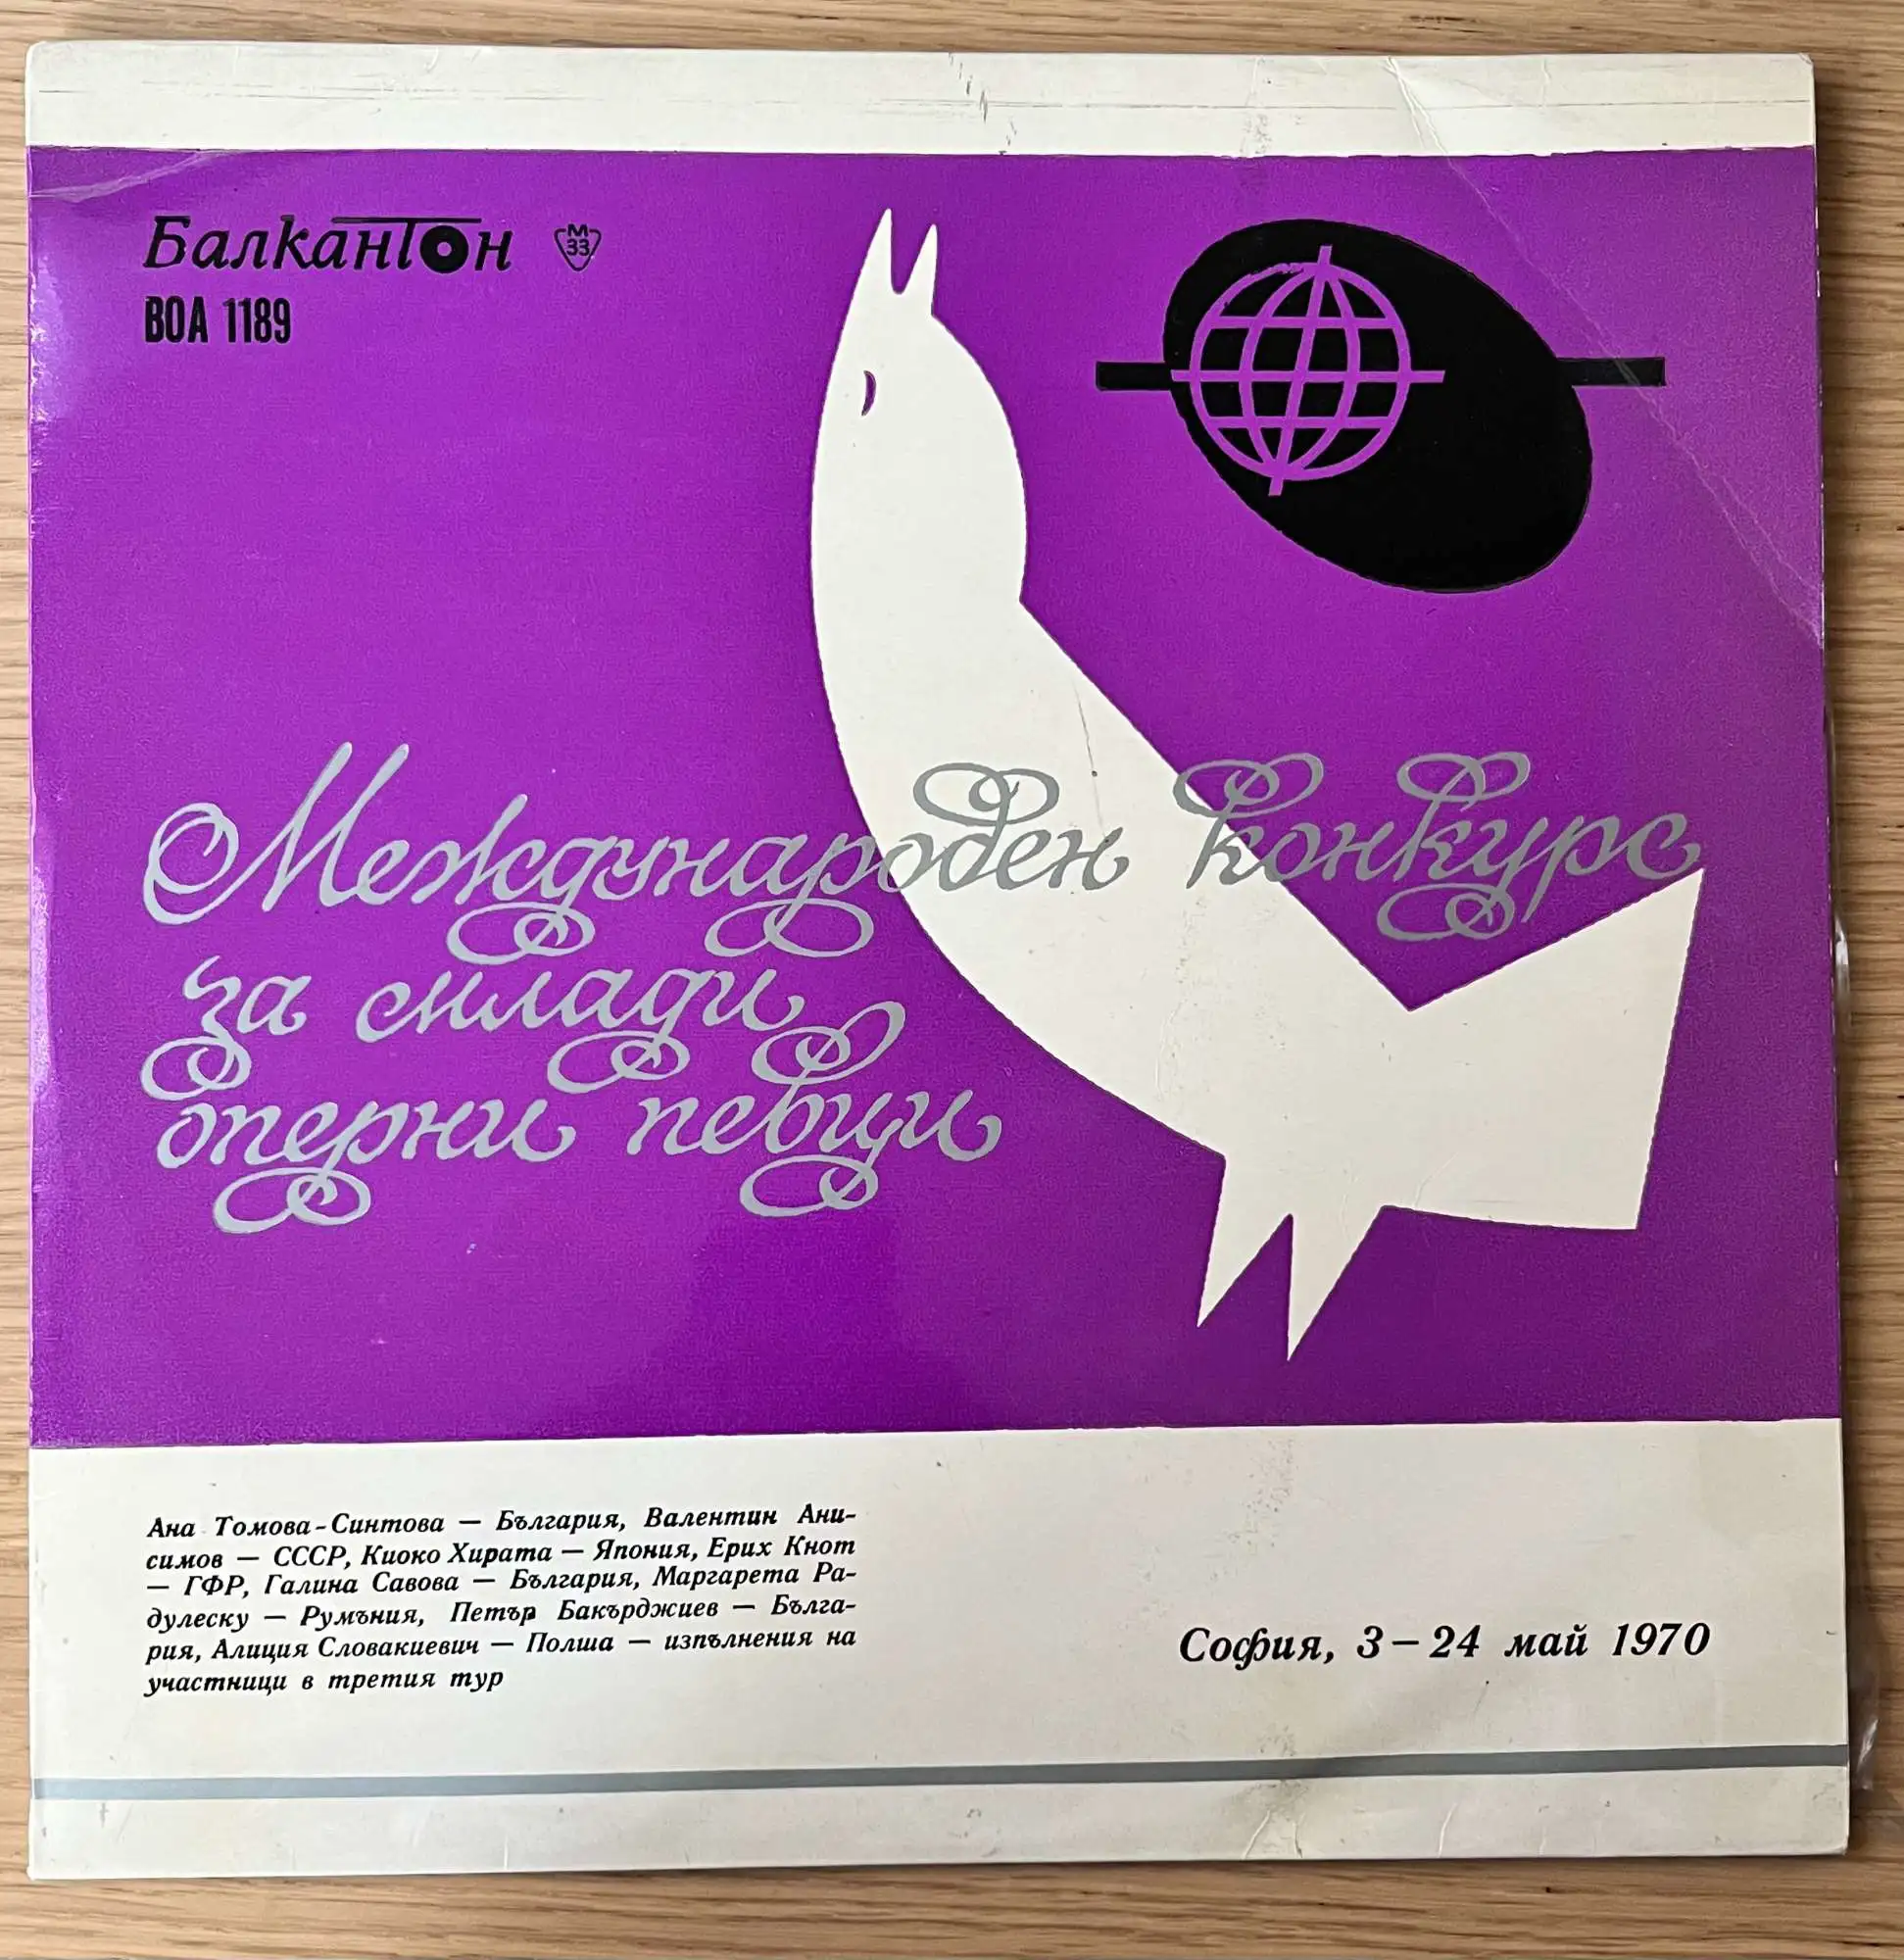 Балкантон М 33
ВОА 1189
Международен конкурс
за млади
оперни певци
Ана Томова-Синтова — България, Валентин Ани-
симов — СССР, Киоко Хирата — Япония, Ерих Кнот
— ГФР, Галина Савова — България, Маргарета Ра-
дулеску — Румъния, Петър Бакърджиев — Бълга-
рия, Алиция Словакиевич — Полша — изпълнения на
участници в третия тур
София, 3–24 май 1970